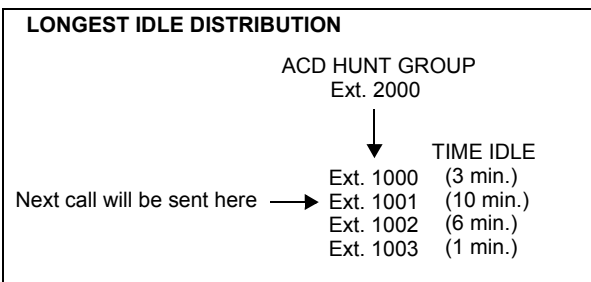 LONGEST IDLE DISTRIBUTION
ACD HUNT GROUP
Ext. 2000
TIME IDLE
Ext. 1000 (3 min.)
Next call will be sent here Ext. 1001 (10 min.)
Ext. 1002 (6 min.)
Ext. 1003 (1 min.)